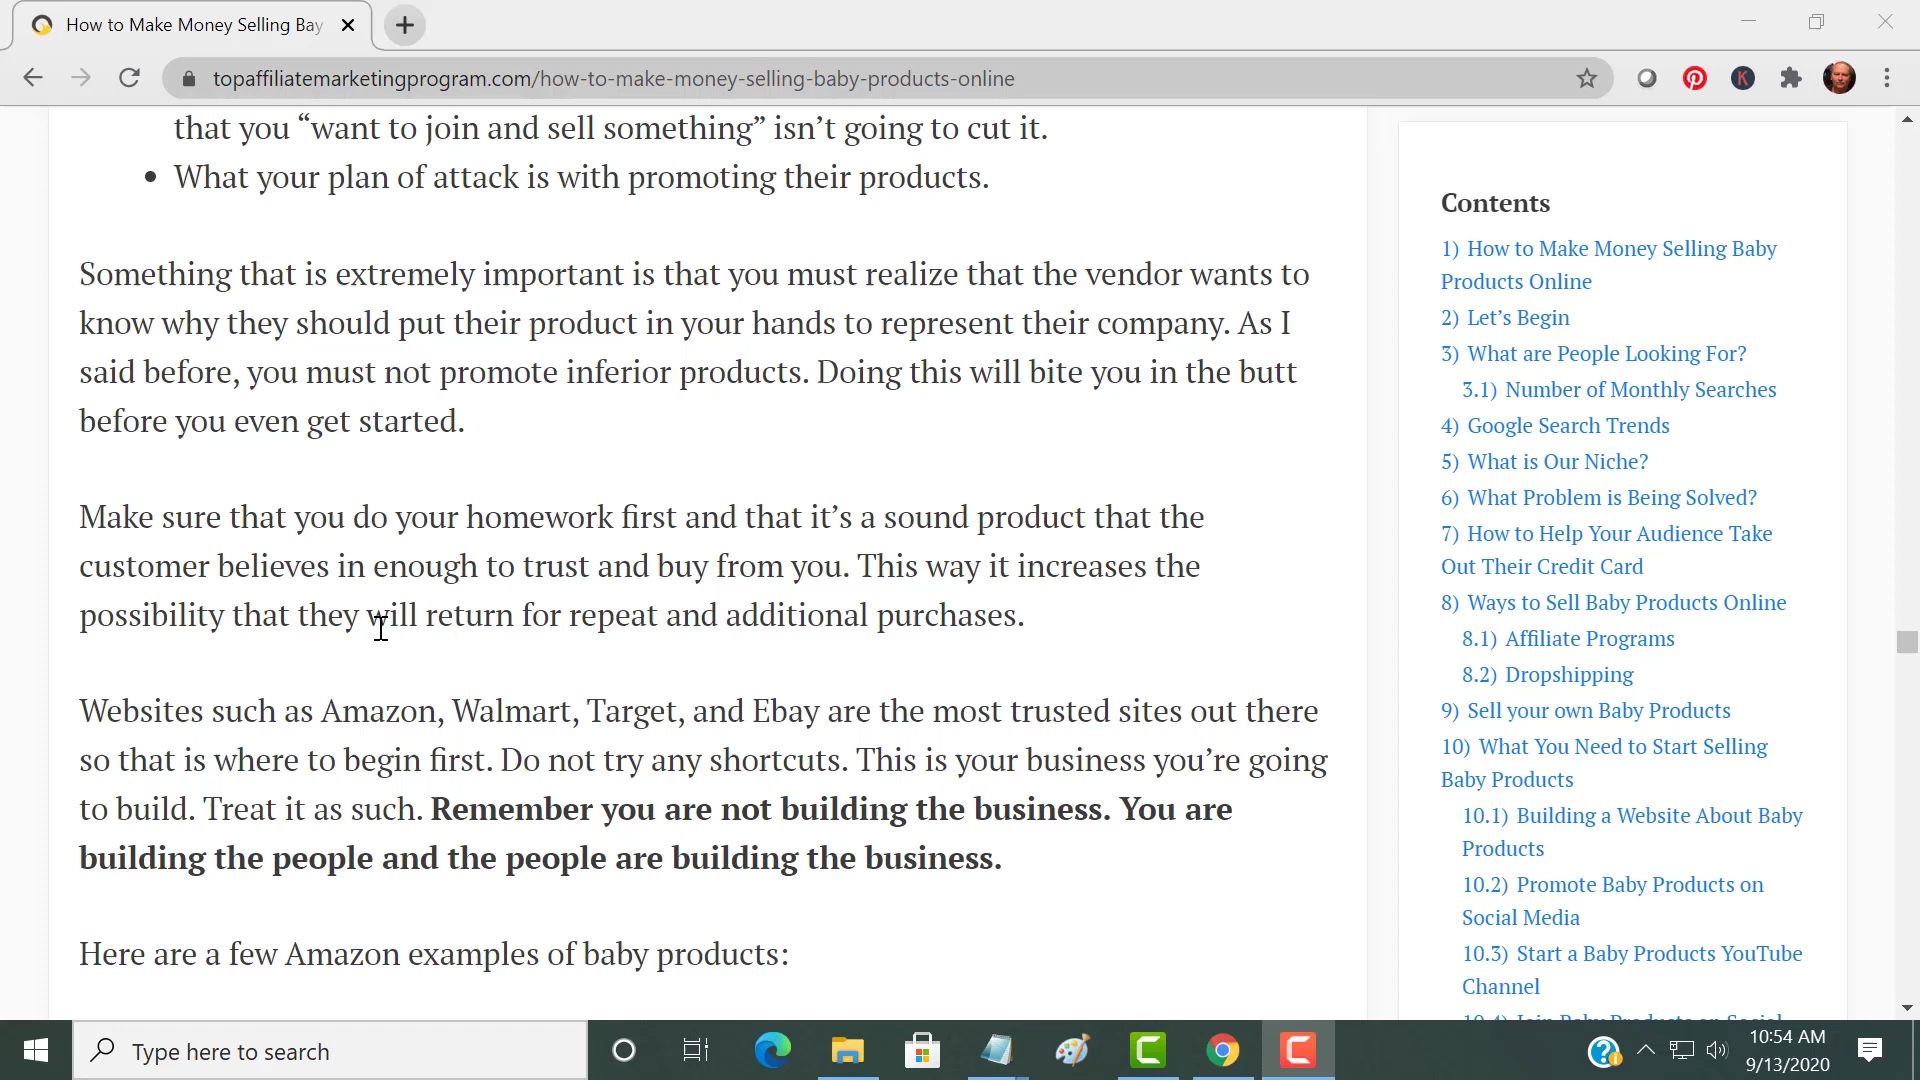 How to Make Money Selling Bay
topaffiliatemarketingprogram.com/how-to-make-money-selling-baby-products-online
K
that you “want to join and sell something” isn’t going to cut it.
• What your plan of attack is with promoting their products.
Something that is extremely important is that you must realize that the vendor wants to
know why they should put their product in your hands to represent their company. As I
said before, you must not promote inferior products. Doing this will bite you in the butt
before you even get started.
Make sure that you do your homework first and that it’s a sound product that the
customer believes in enough to trust and buy from you. This way it increases the
possibility that they will return for repeat and additional purchases.
Websites such as Amazon, Walmart, Target, and Ebay are the most trusted sites out there
so that is where to begin first. Do not try any shortcuts. This is your business you’re going
to build. Treat it as such. Remember you are not building the business. You are
building the people and the people are building the business.
Here are a few Amazon examples of baby products:
Contents
1) How to Make Money Selling Baby
Products Online
2) Let’s Begin
3) What are People Looking For?
3.1) Number of Monthly Searches
4) Google Search Trends
5) What is Our Niche?
6) What Problem is Being Solved?
7) How to Help Your Audience Take
Out Their Credit Card
8) Ways to Sell Baby Products Online
8.1) Affiliate Programs
8.2) Dropshipping
9) Sell your own Baby Products
10) What You Need to Start Selling
Baby Products
10.1) Building a Website About Baby
Products
10.2) Promote Baby Products on
Social Media
10.3) Start a Baby Products YouTube
Channel
10.4) Join Baby Products on Social
Type here to search
10:54 AM
9/13/2020